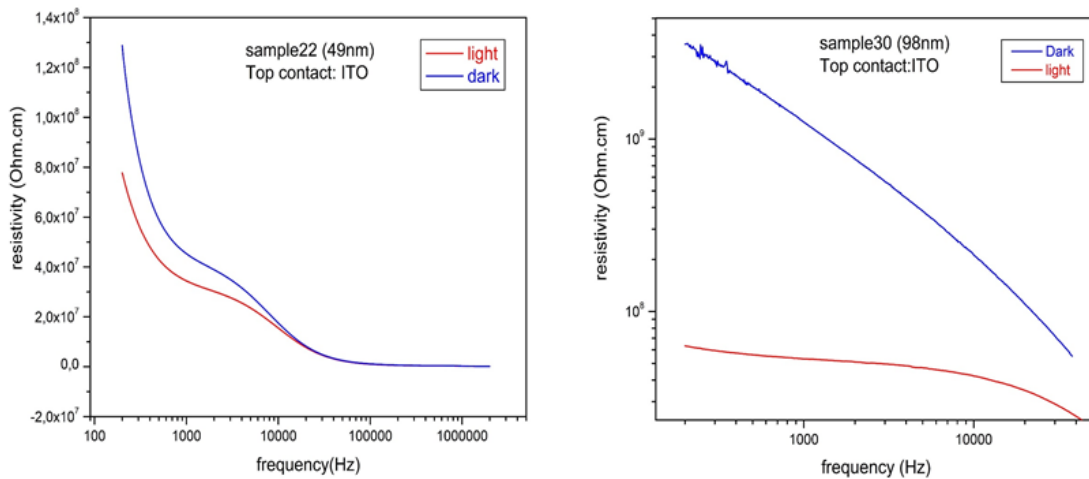 1,4x10⁸
1,2x10⁸
1,0x10⁸
8,0x10⁷
6,0x10⁷
4,0x10⁷
2,0x10⁷
0,0
-2,0x10⁷
resistivity (Ohm.cm)
sample22 (49nm)
Top contact: ITO
light
dark
100
1000
10000
100000
1000000
frequency(Hz)
10⁹
10⁸
resistivity (Ohm.cm)
sample30 (98nm)
Top contact:ITO
Dark
light
1000
10000
frequency (Hz)